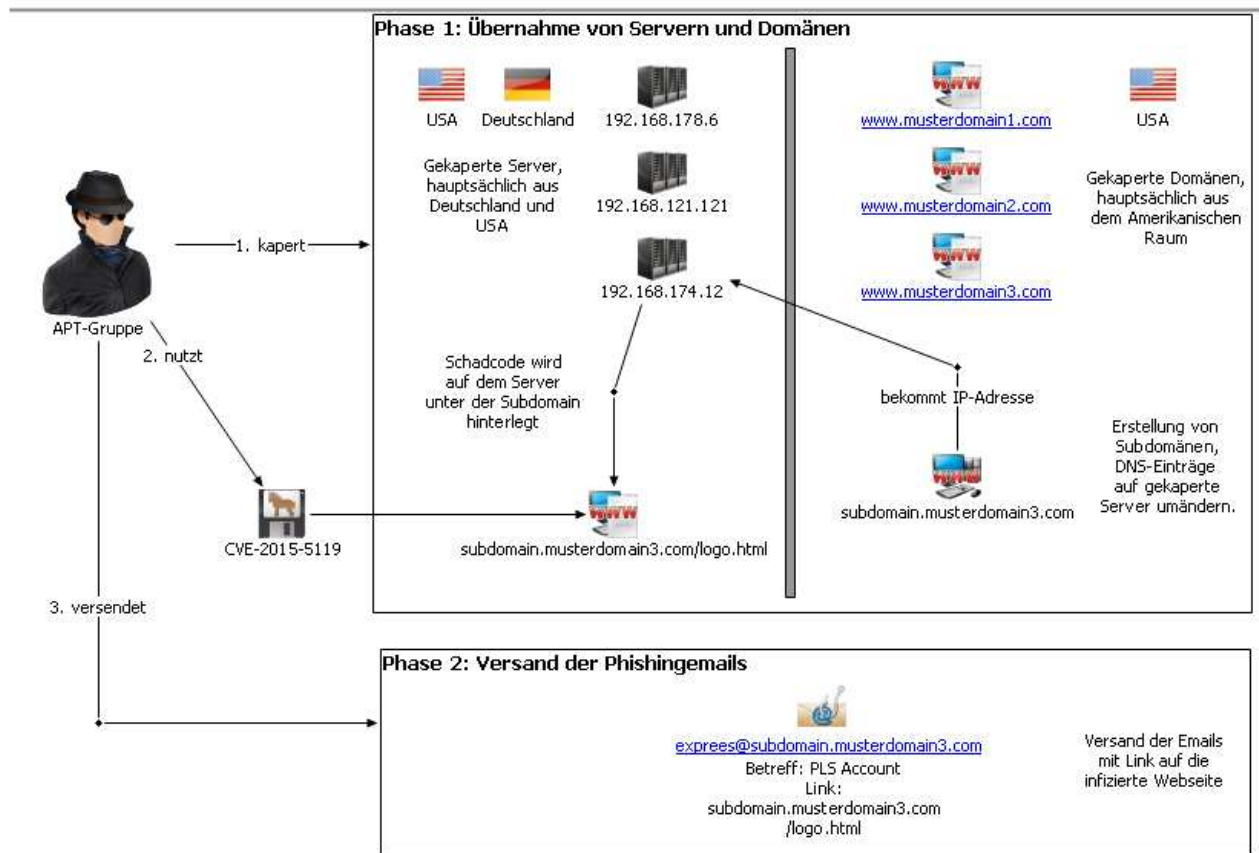 Phase 1: Übernahme von Servern und Domänen
USA
Deutschland
192.168.178.6
www.musterdomain1.com
USA
Gekaperte Server,
hauptsächlich aus
Deutschland und
USA
192.168.121.121
www.musterdomain2.com
Gekaperte Domänen,
hauptsächlich aus
dem Amerikanischen
Raum
1. kapert
192.168.174.12
www.musterdomain3.com
APT-Gruppe
2. nutzt
Schadcode wird
auf dem Server
unter der Subdomain
hinterlegt
bekommt IP-Adresse
Erstellung von
Subdomänen,
DNS-Einträge
auf gekaperte
Server umändern.
subdomain.musterdomain3.com
CVE-2015-5119
subdomain.musterdomain3.com/logo.html
3. versendet
Phase 2: Versand der Phishingemails
exprees@subdomain.musterdomain3.com
Betreff: PLS Account
Link:
subdomain.musterdomain3.com
/logo.html
Versand der Emails
mit Link auf die
infizierte Webseite